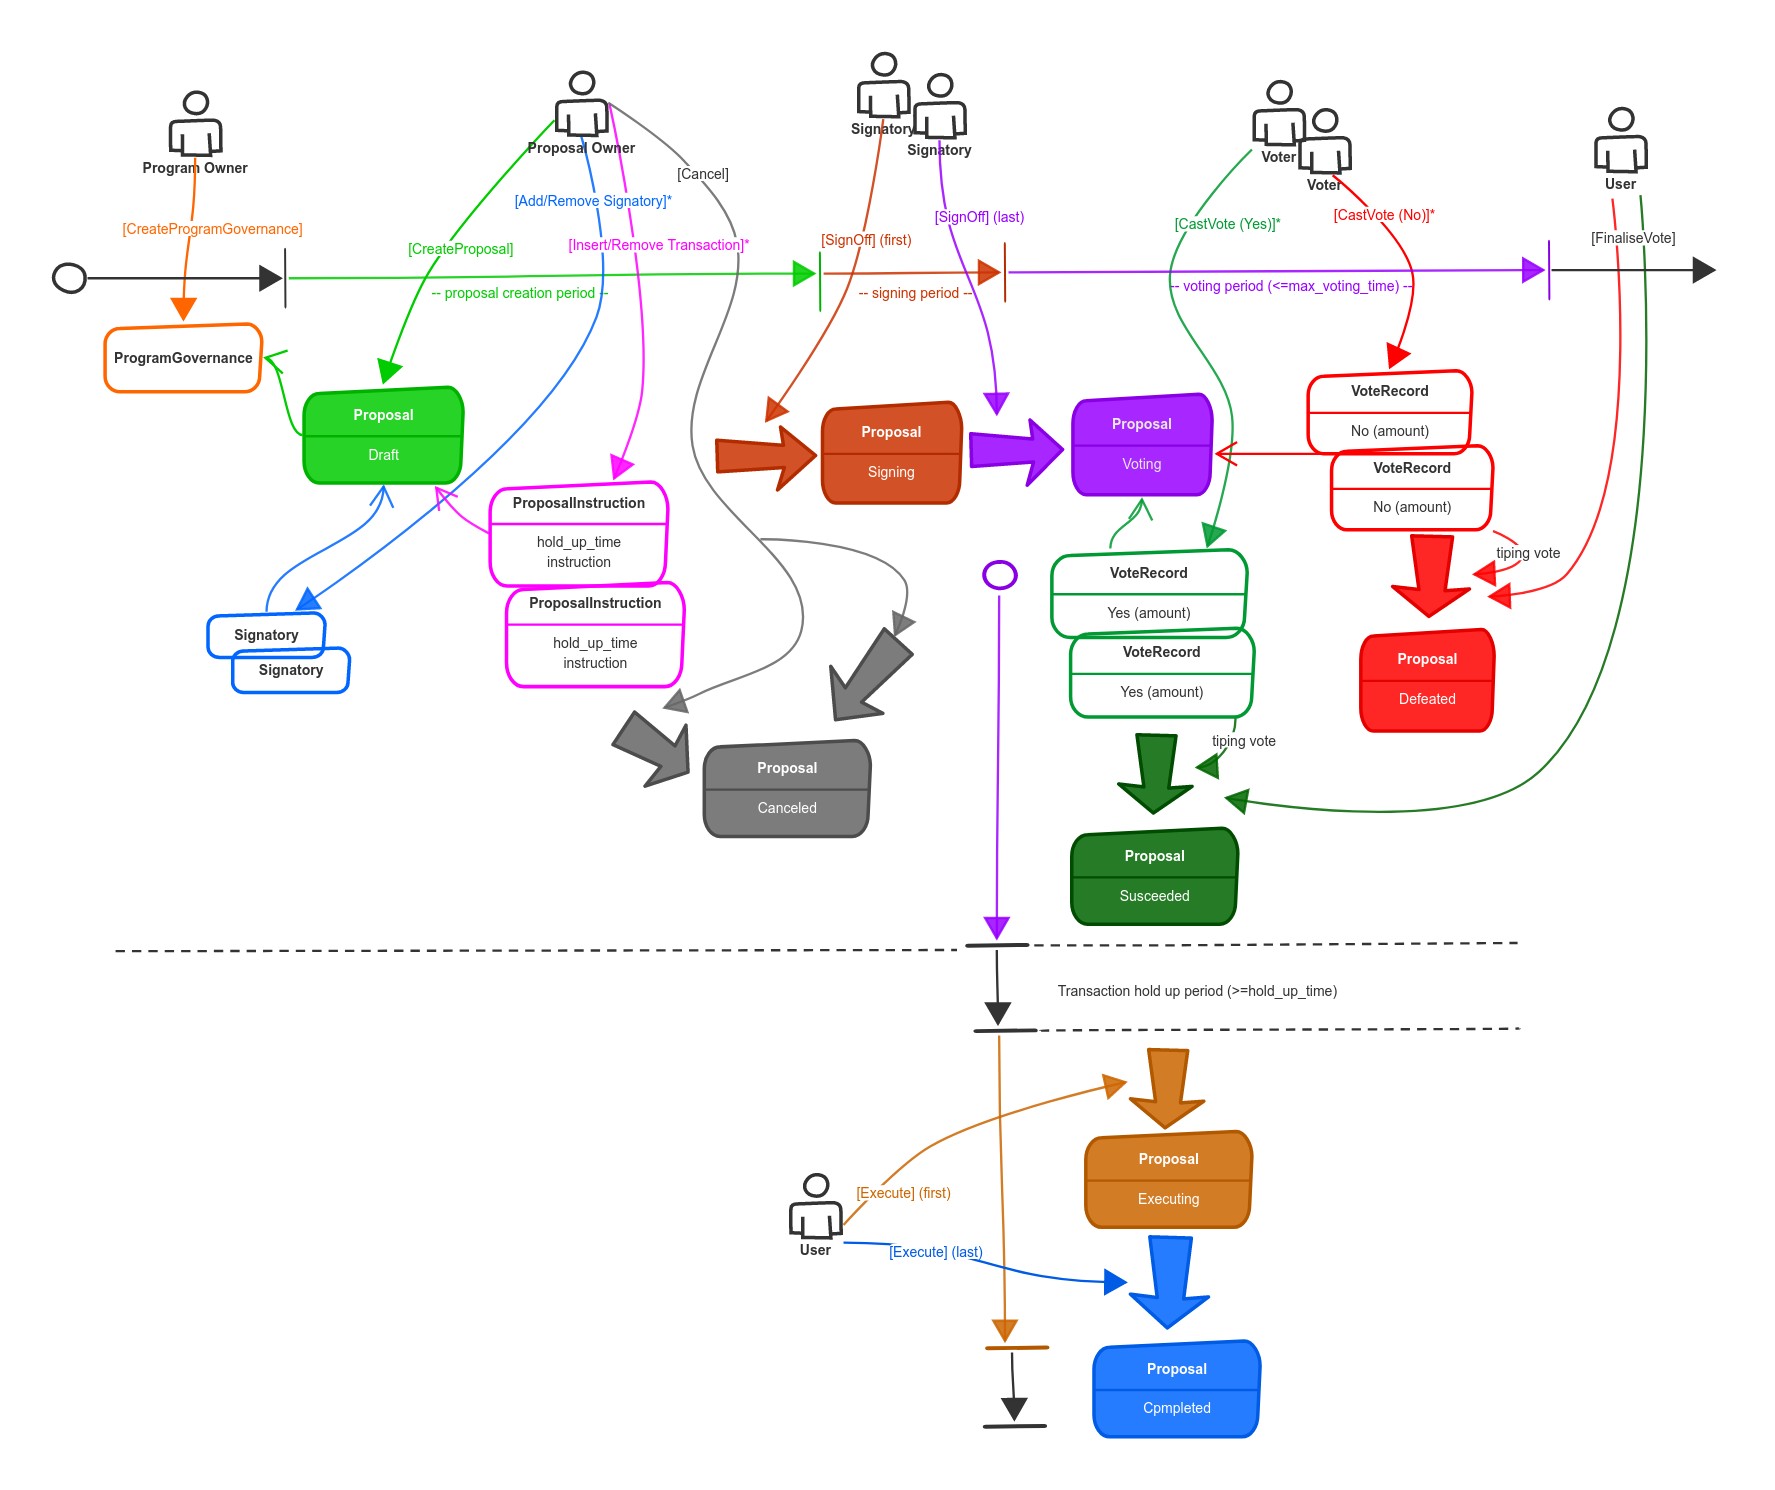 Program Owner
Proposal Owner
Signatory
Signatory
Voter
Voter
User
[CreateProgramGovernance]
[CreateProposal]
[Add/Remove Signatory]*
[Insert/Remove Transaction]*
[Cancel]
[SignOff] (first)
[SignOff] (last)
[CastVote (Yes)]*
[CastVote (No)]*
[FinaliseVote]
-- proposal creation period --
-- signing period --
-- voting period (<=max_voting_time) --
ProgramGovernance
Proposal
Draft
Proposal
Signing
Proposal
Voting
VoteRecord
No (amount)
VoteRecord
No (amount)
tiping vote
ProposalInstruction
hold_up_time
instruction
ProposalInstruction
hold_up_time
instruction
Signatory
Signatory
VoteRecord
Yes (amount)
VoteRecord
Yes (amount)
tiping vote
Proposal
Defeated
Proposal
Canceled
Proposal
Susceeded
Transaction hold up period (>=hold_up_time)
User
[Execute] (first)
[Execute] (last)
Proposal
Executing
Proposal
Cpmpleted